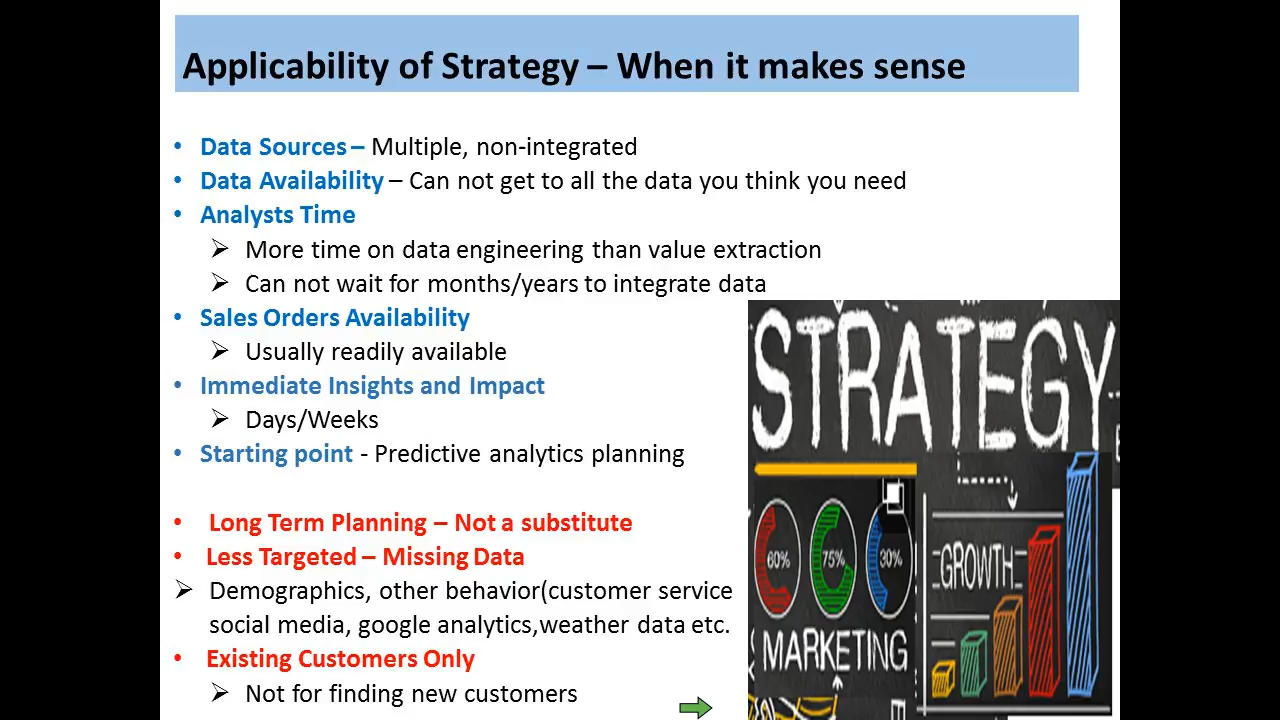 Applicability of Strategy – When it makes sense
• Data Sources – Multiple, non-integrated
• Data Availability – Can not get to all the data you think you need
• Analysts Time
➢ More time on data engineering than value extraction
➢ Can not wait for months/years to integrate data
• Sales Orders Availability
➢ Usually readily available
• Immediate Insights and Impact
➢ Days/Weeks
• Starting point - Predictive analytics planning
• Long Term Planning – Not a substitute
• Less Targeted – Missing Data
➢ Demographics, other behavior(customer service
social media, google analytics,weather data etc.
• Existing Customers Only
➢ Not for finding new customers
STRATEGY
60% 75% 30%
GROWTH
MARKETING